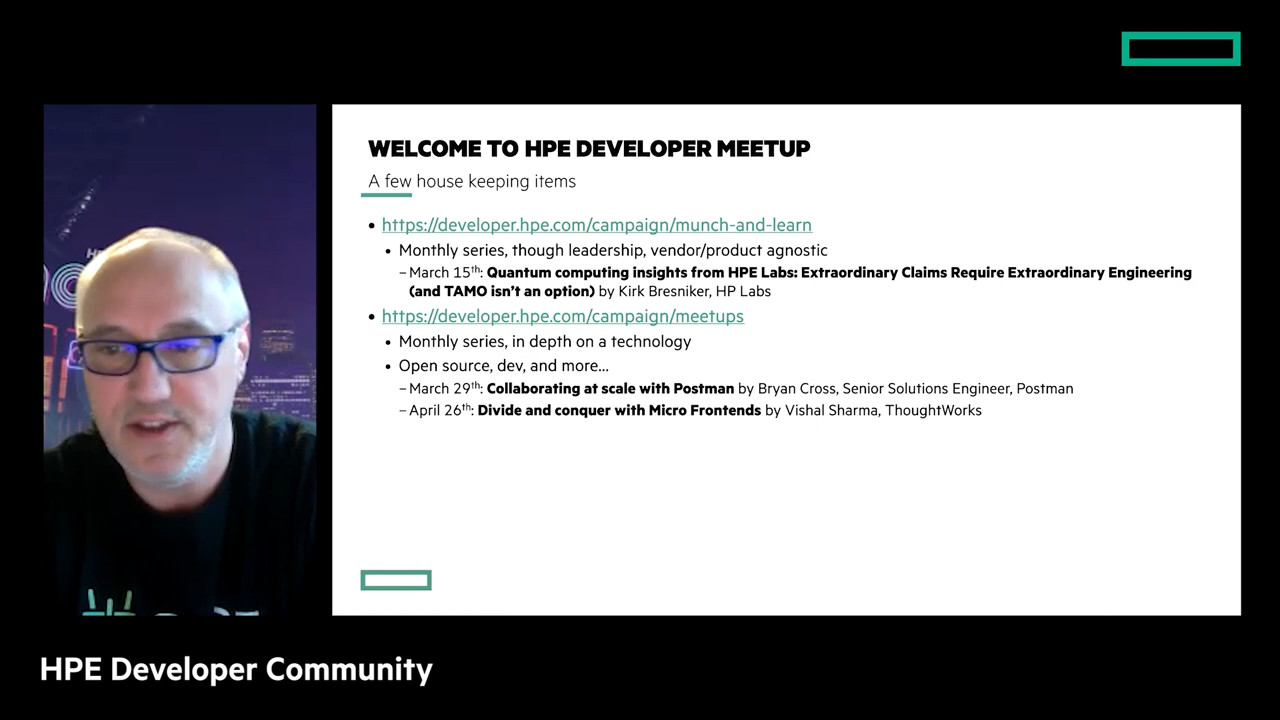 WELCOME TO HPE DEVELOPER MEETUP
A few house keeping items
• https://developer.hpe.com/campaign/munch-and-learn
• Monthly series, though leadership, vendor/product agnostic
– March 15th: Quantum computing insights from HPE Labs: Extraordinary Claims Require Extraordinary Engineering
(and TAMO isn't an option) by Kirk Bresniker, HP Labs
• https://developer.hpe.com/campaign/meetups
• Monthly series, in depth on a technology
• Open source, dev, and more...
– March 29th: Collaborating at scale with Postman by Bryan Cross, Senior Solutions Engineer, Postman
– April 26th: Divide and conquer with Micro Frontends by Vishal Sharma, ThoughtWorks
HPE Developer Community